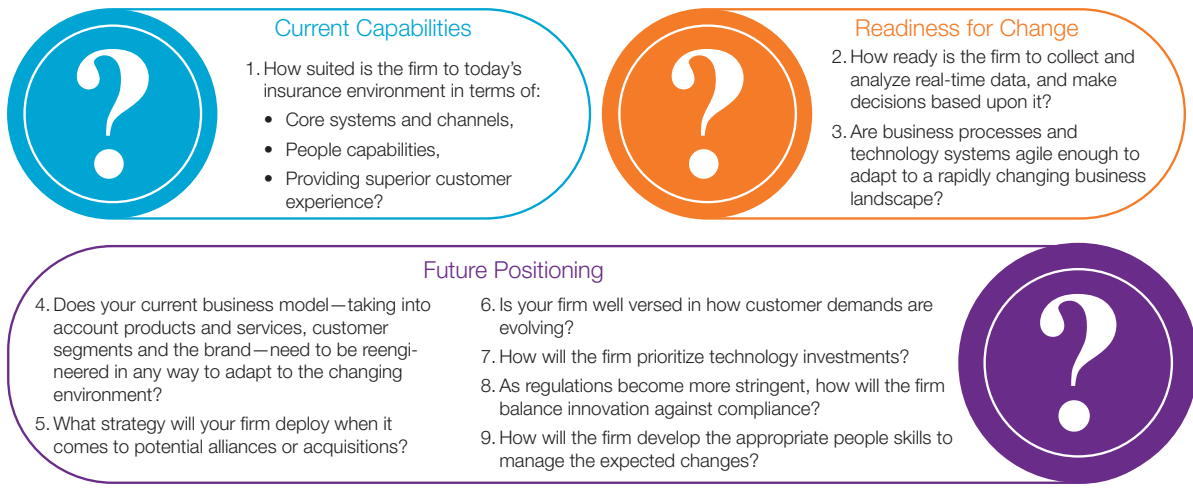 ?
Current Capabilities
1. How suited is the firm to today's
insurance environment in terms of:
• Core systems and channels,
• People capabilities,
• Providing superior customer
experience?
?
Readiness for Change
2. How ready is the firm to collect and
analyze real-time data, and make
decisions based upon it?
3. Are business processes and
technology systems agile enough to
adapt to a rapidly changing business
landscape?
Future Positioning
4. Does your current business model—taking into
account products and services, customer
segments and the brand—need to be reengi-
neered in any way to adapt to the changing
environment?
5. What strategy will your firm deploy when it
comes to potential alliances or acquisitions?
6. Is your firm well versed in how customer demands are
evolving?
7. How will the firm prioritize technology investments?
8. As regulations become more stringent, how will the firm
balance innovation against compliance?
9. How will the firm develop the appropriate people skills to
manage the expected changes?
?